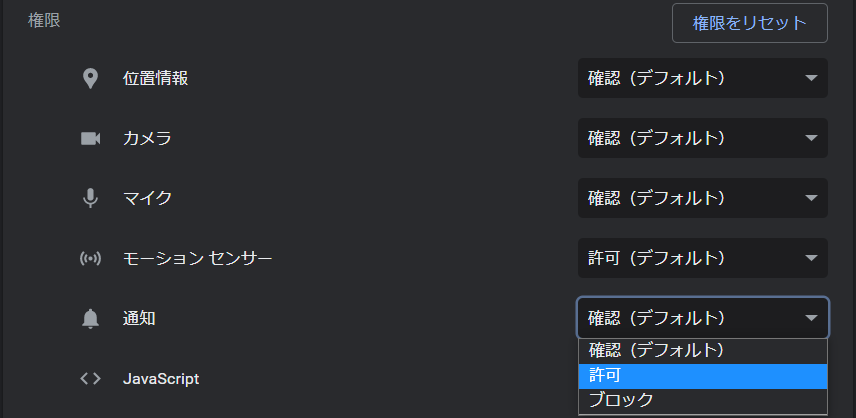 権限
権限をリセット
位置情報
確認（デフォルト）
カメラ
確認（デフォルト）
マイク
確認（デフォルト）
モーション センサー
許可（デフォルト）
通知
確認（デフォルト）
確認（デフォルト）
許可
ブロック
JavaScript